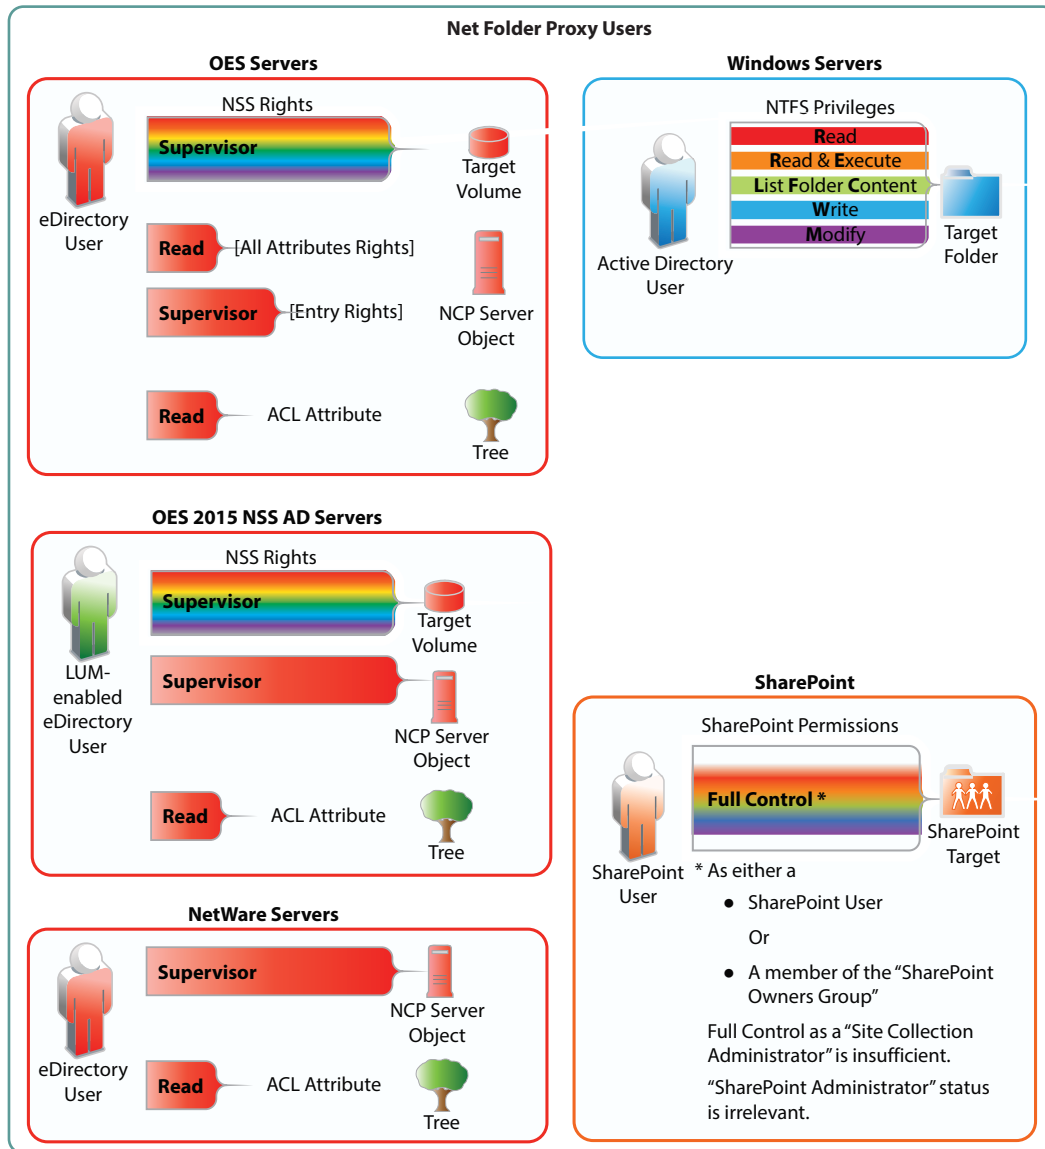 Net Folder Proxy Users
OES Servers
NSS Rights
Supervisor
Target
Volume
eDirectory
User
Read
[All Attributes Rights]
Supervisor
[Entry Rights]
NCP Server
Object
Read
ACL Attribute
Tree
Windows Servers
NTFS Privileges
Read
Read & Execute
List Folder Content
Write
Modify
Active Directory
User
Target
Folder
OES 2015 NSS AD Servers
NSS Rights
Supervisor
Target
Volume
LUM-
enabled
eDirectory
User
Supervisor
NCP Server
Object
Read
ACL Attribute
Tree
SharePoint
SharePoint Permissions
Full Control *
SharePoint
User
SharePoint
Target
* As either a
● SharePoint User
Or
● A member of the “SharePoint
Owners Group”
Full Control as a “Site Collection
Administrator” is insufficient.
“SharePoint Administrator” status
is irrelevant.
NetWare Servers
Supervisor
NCP Server
Object
eDirectory
User
Read
ACL Attribute
Tree